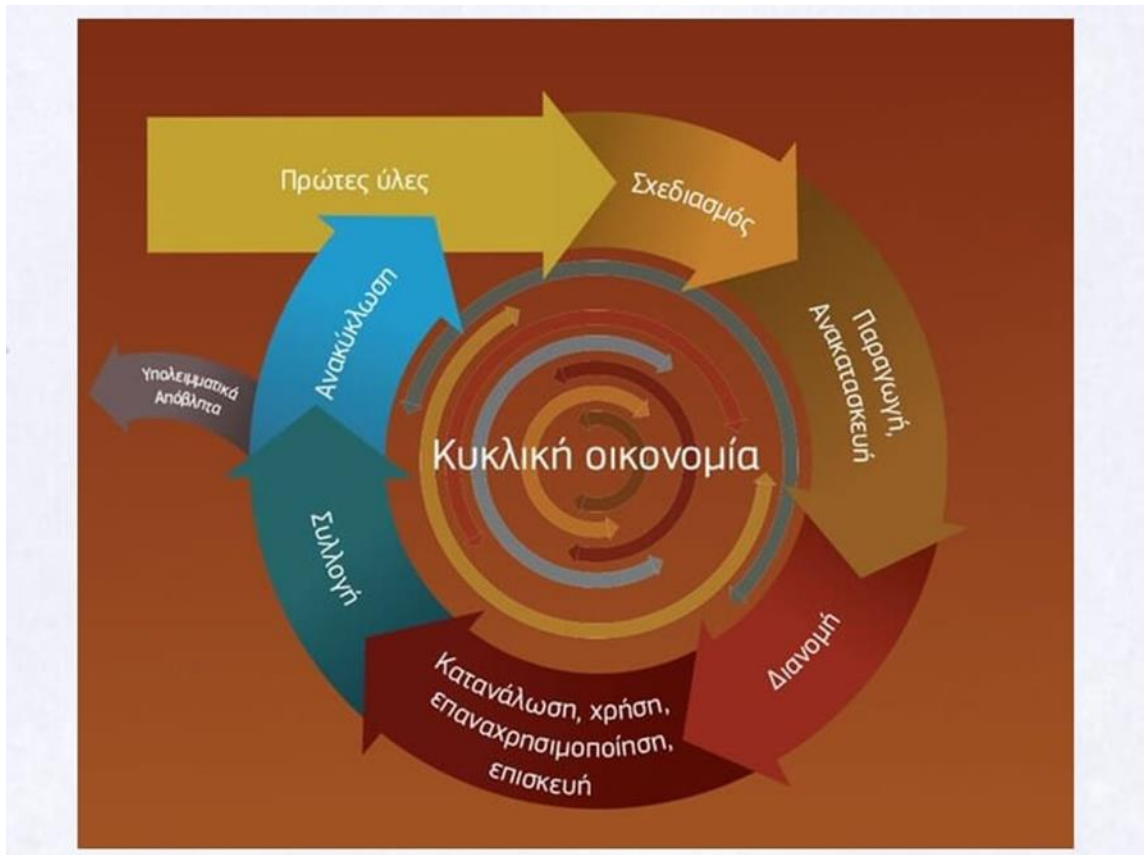 Πρώτες ύλες
Σχεδιασμός
Παραγωγή,
Ανακατασκευή
Διανομή
Κατανάλωση, χρήση,
επαναχρησιμοποίηση,
επισκευή
Συλλογή
Ανακύκλωση
Υπολειμματικά
Απόβλητα
Κυκλική οικονομία